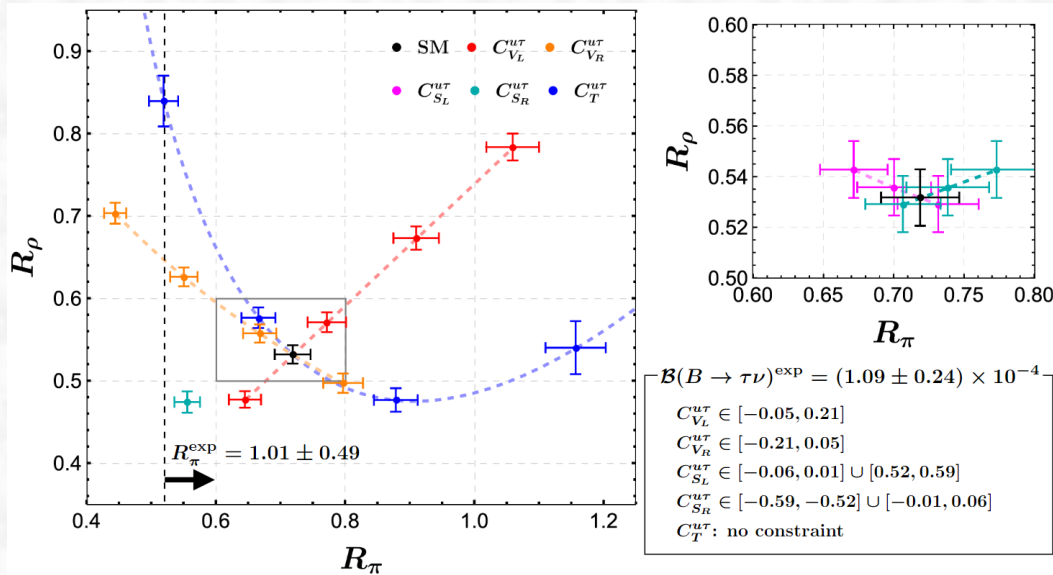 0.9
0.8
0.7
0.6
0.5
0.4
R_ρ
SM C_{V_L}^{uτ} C_{V_R}^{uτ}
C_{S_L}^{uτ} C_{S_R}^{uτ} C_T^{uτ}
R_π^{exp} = 1.01 ± 0.49
0.4 0.6 0.8 1.0 1.2
R_π
0.60
0.58
0.56
0.54
0.52
0.50
R_ρ
0.60 0.65 0.70 0.75 0.80
R_π
ℬ(B → τν)^{exp} = (1.09 ± 0.24) × 10^{-4}
C_{V_L}^{uτ} ∈ [−0.05, 0.21]
C_{V_R}^{uτ} ∈ [−0.21, 0.05]
C_{S_L}^{uτ} ∈ [−0.06, 0.01] ∪ [0.52, 0.59]
C_{S_R}^{uτ} ∈ [−0.59, −0.52] ∪ [−0.01, 0.06]
C_T^{uτ}: no constraint